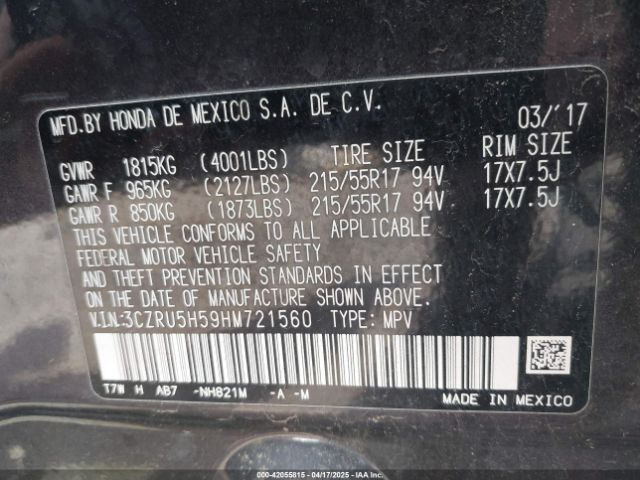 MFD.BY HONDA DE MEXICO S.A. DE C.V. 03/'17
GVWR 1815KG (4001LBS) TIRE SIZE RIM SIZE
GAWR F 965KG (2127LBS) 215/55R17 94V 17X7.5J
GAWR R 850KG (1873LBS) 215/55R17 94V 17X7.5J
THIS VEHICLE CONFORMS TO ALL APPLICABLE
FEDERAL MOTOR VEHICLE SAFETY
AND THEFT PREVENTION STANDARDS IN EFFECT
ON THE DATE OF MANUFACTURE SHOWN ABOVE.
V.I.N:3CZRU5H59HM721560 TYPE: MPV
T7W H AB7 -NH821M -A -M
MADE IN MEXICO
000-42055815 - 04/17/2025 - IAAI.COM